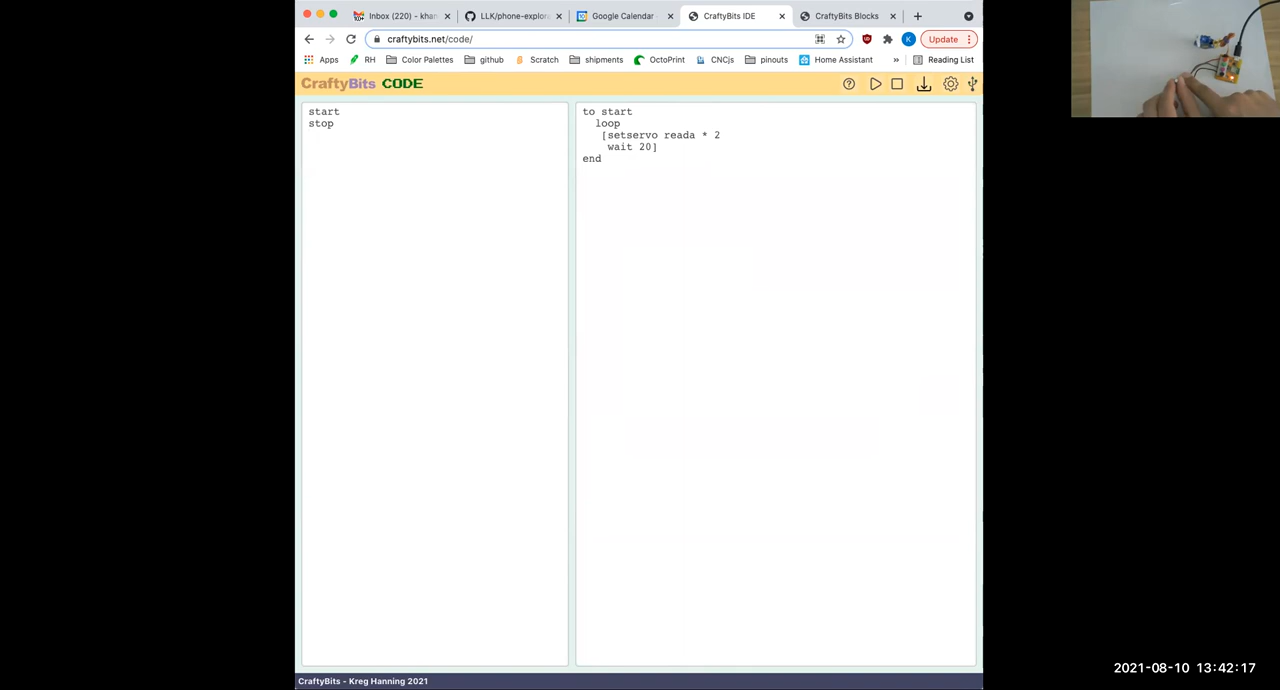 Inbox (220) - khan
LLK/phone-explor
Google Calendar
CraftyBits IDE
CraftyBits Blocks
craftybits.net/code/
K
Update
Apps
RH
Color Palettes
github
Scratch
shipments
OctoPrint
CNCjs
pinouts
Home Assistant
»
Reading List
CraftyBits CODE
start
stop
to start
loop
[setservo reada * 2
wait 20]
end
CraftyBits - Kreg Hanning 2021
2021-08-10 13:42:17